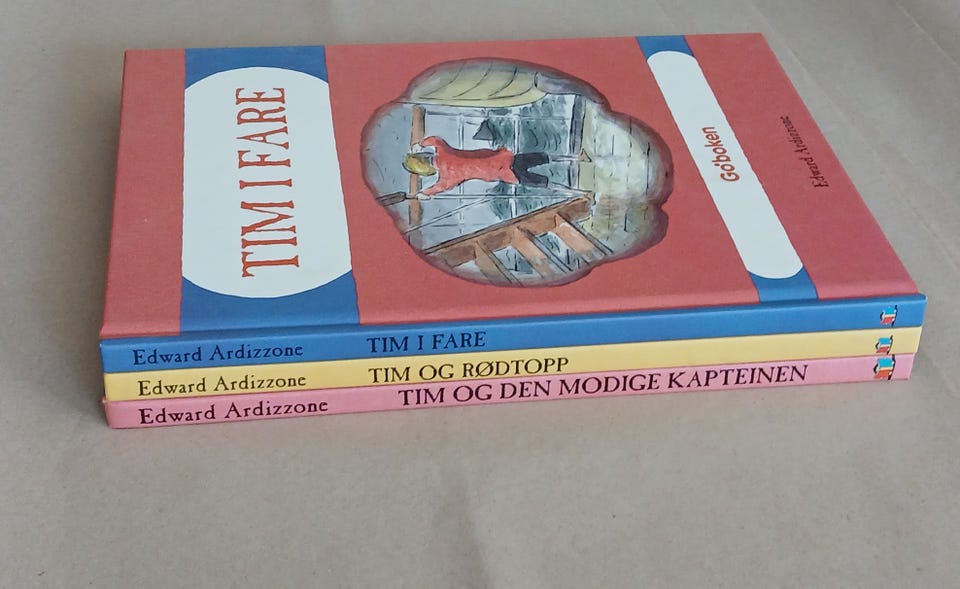 TIM I FARE
Goboken
Edward Ardizzone
Edward Ardizzone TIM I FARE
Edward Ardizzone TIM OG RØDTOPP
Edward Ardizzone TIM OG DEN MODIGE KAPTEINEN